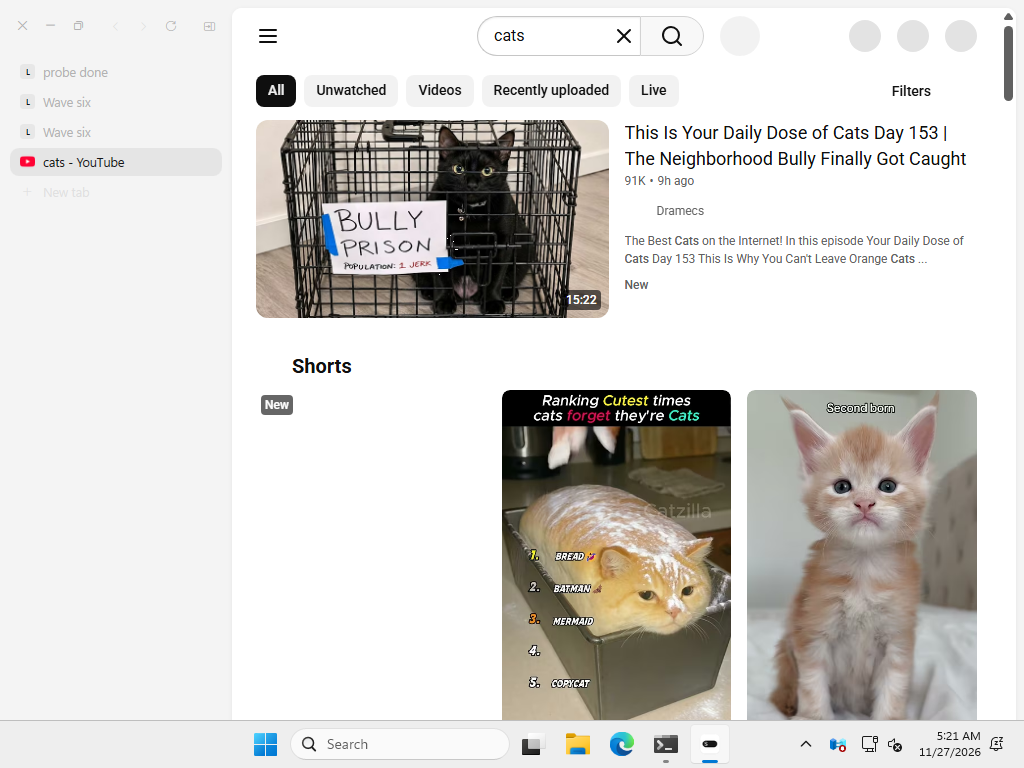 probe done
Wave six
Wave six
cats - YouTube
New tab
cats
All
Unwatched
Videos
Recently uploaded
Live
Filters
BULLY
PRISON
POPULATION: 1 JERK
15:22
This Is Your Daily Dose of Cats Day 153 |
The Neighborhood Bully Finally Got Caught
91K • 9h ago
Dramecs
The Best Cats on the Internet! In this episode Your Daily Dose of
Cats Day 153 This Is Why You Can't Leave Orange Cats ...
New
Shorts
New
Ranking Cutest times
cats forget they're Cats
Catzilla
1. BREAD
2. BATMAN
3. MERMAID
4.
5. COPYCAT
Second born
Search
5:21 AM
11/27/2026